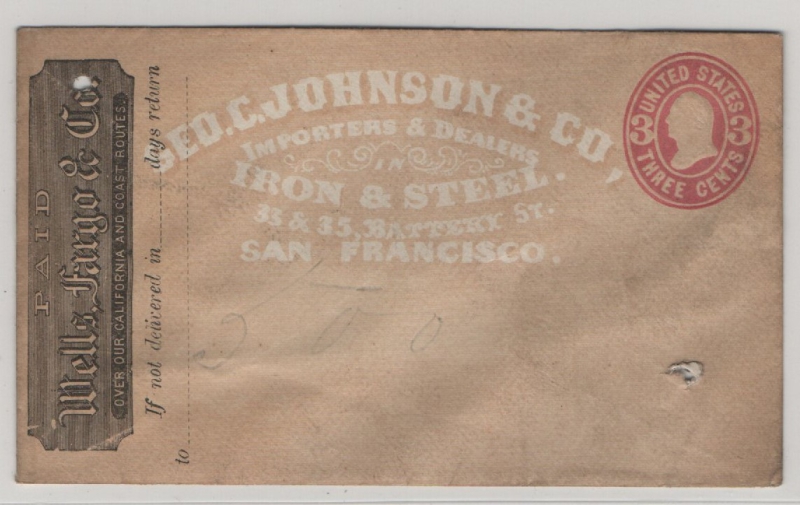 PAID
Wells, Fargo & Co.
OVER OUR CALIFORNIA AND COAST ROUTES.
If not delivered in ........ days return
to
GEO. C. JOHNSON & CO,
IMPORTERS & DEALERS
IN
IRON & STEEL.
33 & 35, BATTERY ST.
SAN FRANCISCO.
UNITED STATES
3 3
THREE CENTS